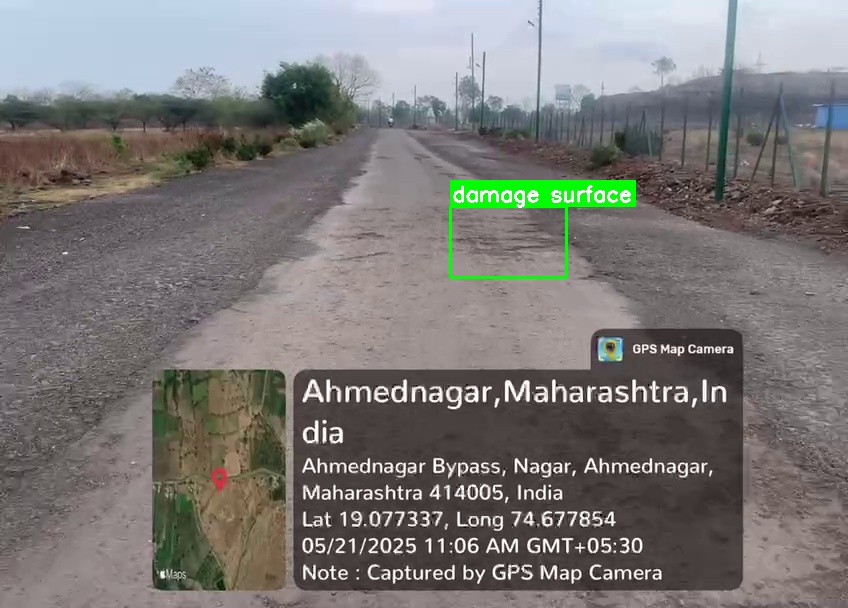 damage surface
GPS Map Camera
Ahmednagar,Maharashtra,In
dia
Ahmednagar Bypass, Nagar, Ahmednagar,
Maharashtra 414005, India
Lat 19.077337, Long 74.677854
05/21/2025 11:06 AM GMT+05:30
Note : Captured by GPS Map Camera
Maps